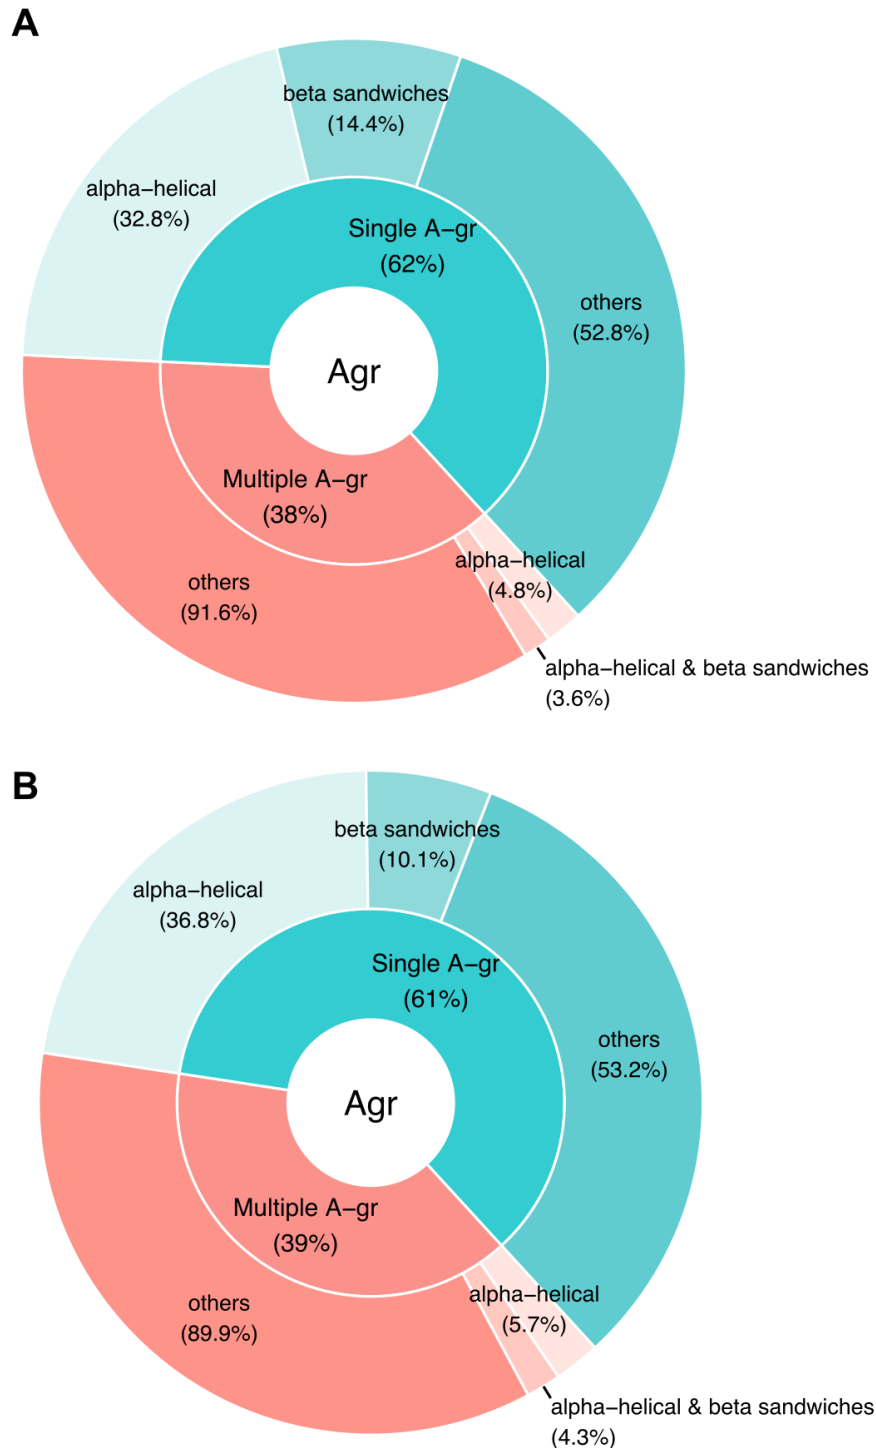 A
beta sandwiches
(14.4%)
alpha−helical
(32.8%)
Single A−gr
(62%)
others
(52.8%)
Agr
Multiple A−gr
(38%)
alpha−helical
(4.8%)
others
(91.6%)
alpha−helical & beta sandwiches
(3.6%)
B
beta sandwiches
(10.1%)
alpha−helical
(36.8%)
Single A−gr
(61%)
others
(53.2%)
Agr
Multiple A−gr
(39%)
alpha−helical
(5.7%)
others
(89.9%)
alpha−helical & beta sandwiches
(4.3%)